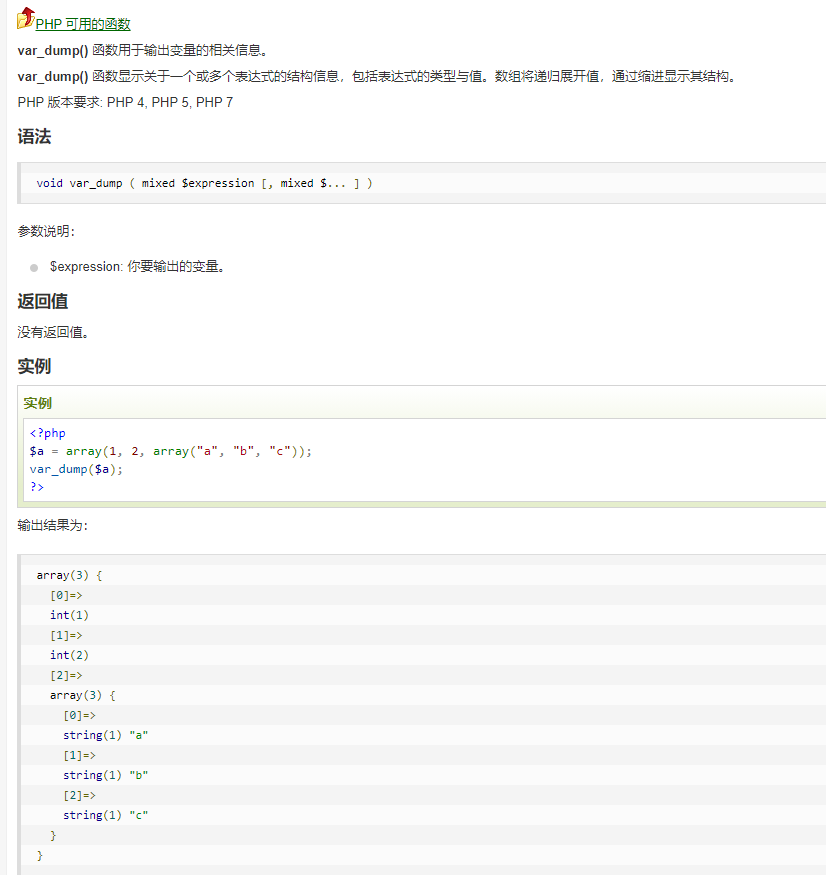 PHP 可用的函数
var_dump() 函数用于输出变量的相关信息。
var_dump() 函数显示关于一个或多个表达式的结构信息，包括表达式的类型与值。数组将递归展开值，通过缩进显示其结构。
PHP 版本要求: PHP 4, PHP 5, PHP 7
语法
void var_dump ( mixed $expression [, mixed $... ] )
参数说明：
$expression: 你要输出的变量。
返回值
没有返回值。
实例
实例
<?php
$a = array(1, 2, array("a", "b", "c"));
var_dump($a);
?>
输出结果为：
array(3) {
  [0]=>
  int(1)
  [1]=>
  int(2)
  [2]=>
  array(3) {
    [0]=>
    string(1) "a"
    [1]=>
    string(1) "b"
    [2]=>
    string(1) "c"
  }
}